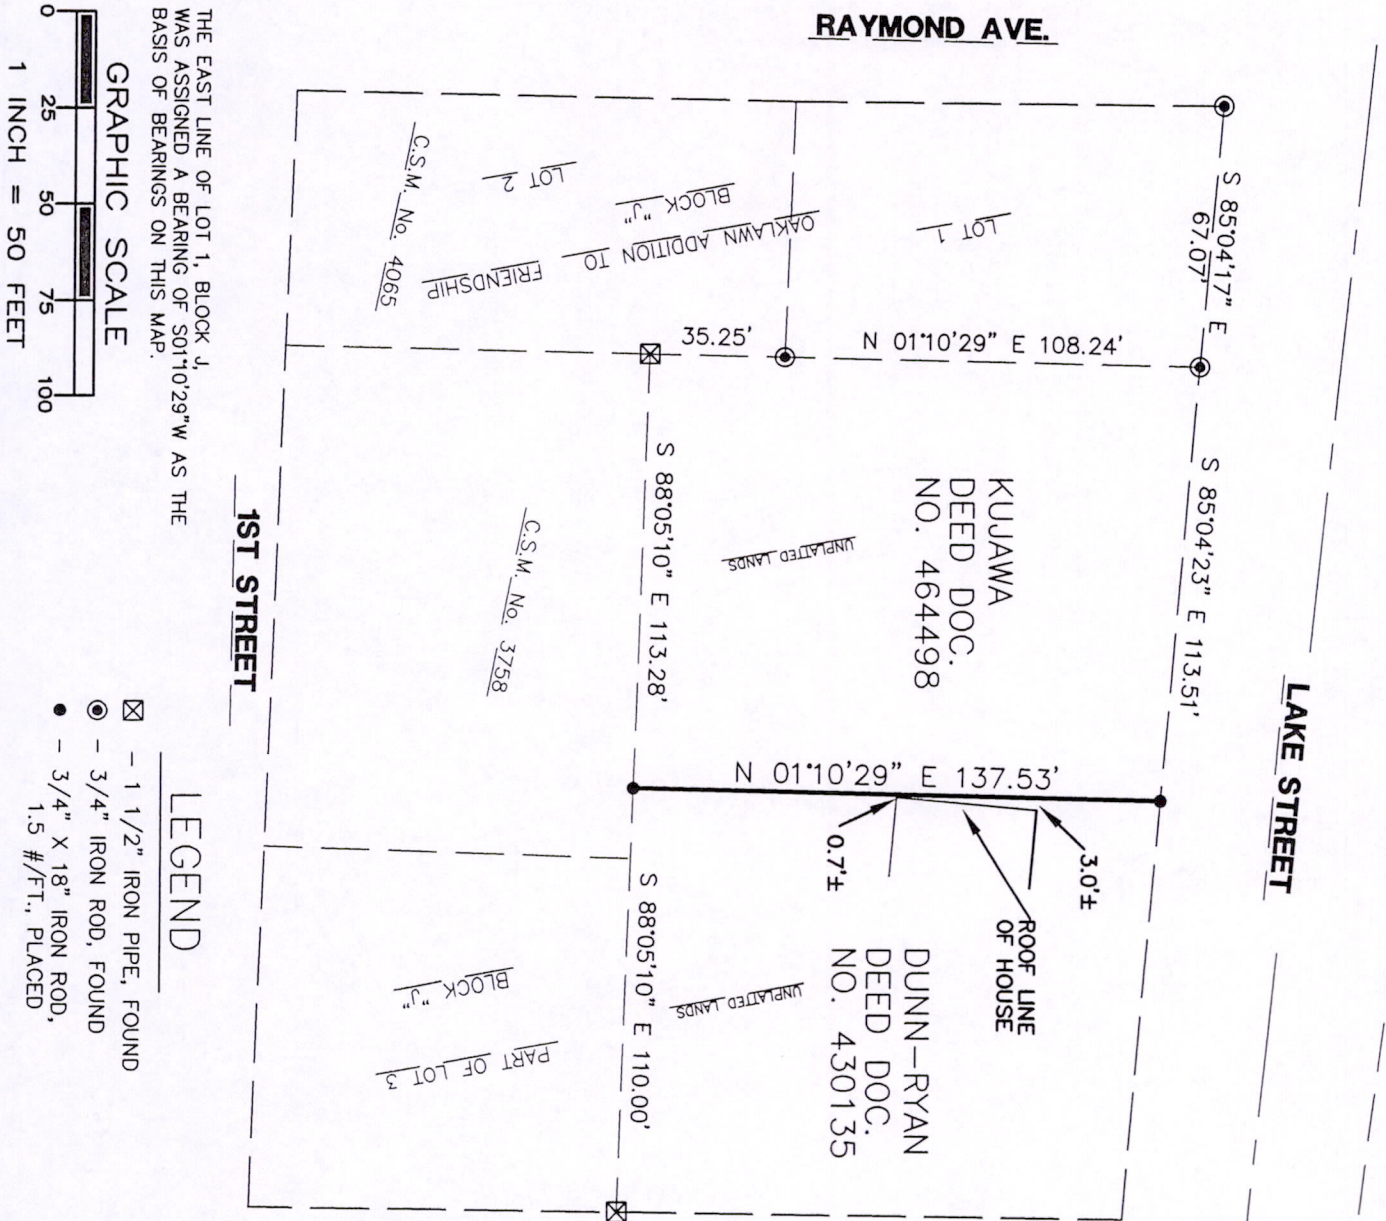 RAYMOND AVE.
LAKE STREET
1ST STREET
S 85°04'17" E
67.07'
S 85°04'23" E 113.51'
LOT 1
OAKLAWN ADDITION TO FRIENDSHIP
BLOCK "J"
LOT 2
C.S.M. No. 4065
35.25'
N 01°10'29" E 108.24'
KUJAWA
DEED DOC.
NO. 464498
UNPLATTED LANDS
S 88°05'10" E 113.28'
C.S.M. No. 3758
N 01°10'29" E 137.53'
3.0'±
0.7'±
ROOF LINE
OF HOUSE
DUNN-RYAN
DEED DOC.
NO. 430135
UNPLATTED LANDS
S 88°05'10" E 110.00'
BLOCK "J"
PART OF LOT 3
THE EAST LINE OF LOT 1, BLOCK J,
WAS ASSIGNED A BEARING OF S01°10'29"W AS THE
BASIS OF BEARINGS ON THIS MAP.
GRAPHIC SCALE
0 25 50 75 100
1 INCH = 50 FEET
LEGEND
- 1 1/2" IRON PIPE, FOUND
- 3/4" IRON ROD, FOUND
- 3/4" X 18" IRON ROD,
1.5 #/FT., PLACED